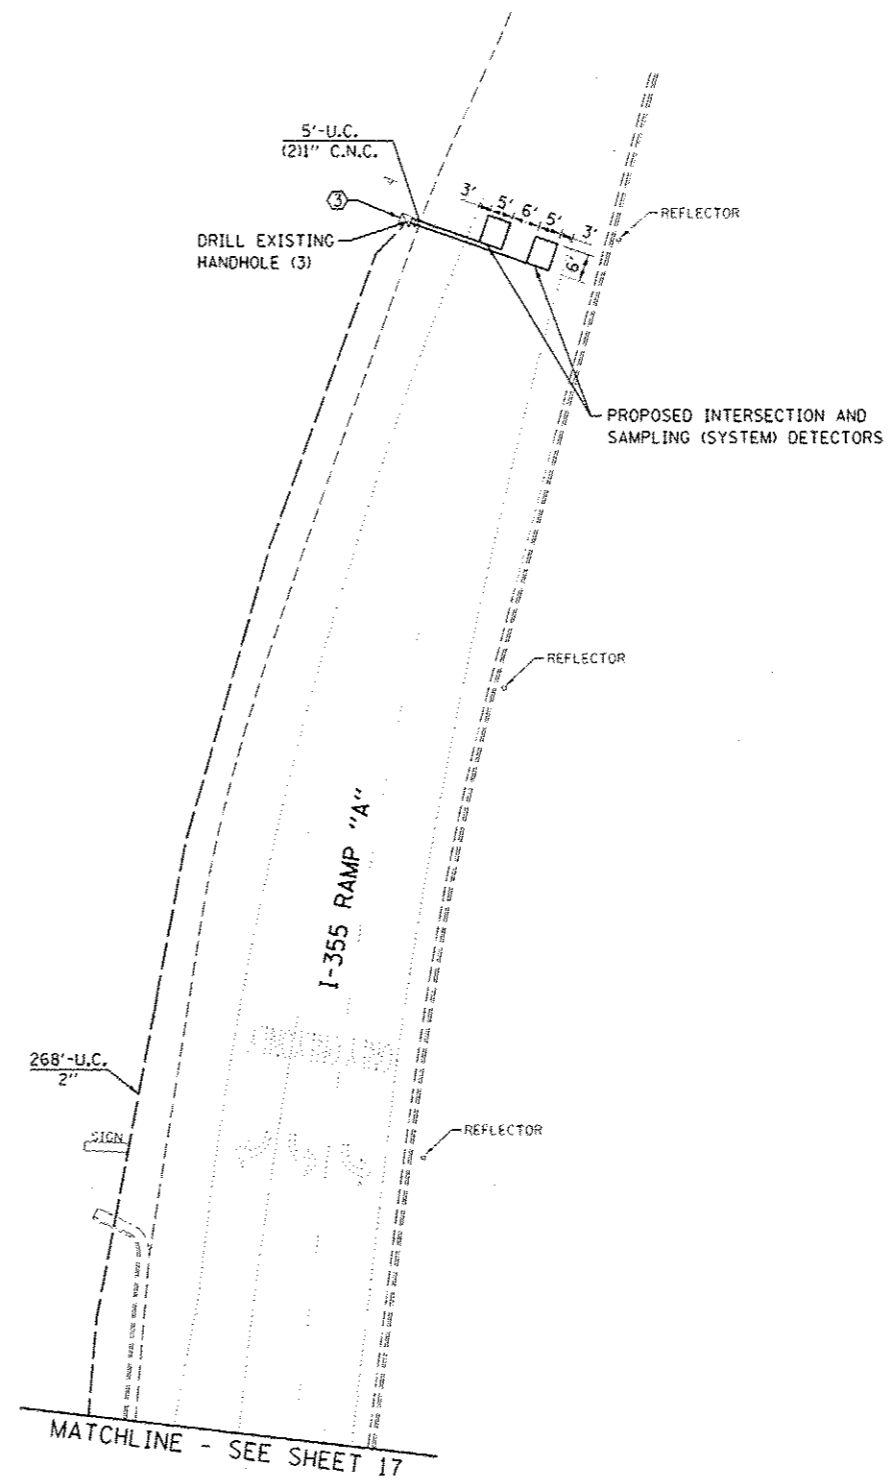 5'-U.C.
(2)1" C.N.C.
3
DRILL EXISTING
HANDHOLE (3)
3'
5'
6'
5'
3'
6'
REFLECTOR
PROPOSED INTERSECTION AND
SAMPLING (SYSTEM) DETECTORS
REFLECTOR
I-355 RAMP "A"
268'-U.C.
2"
SIGN
REFLECTOR
MATCHLINE - SEE SHEET 17